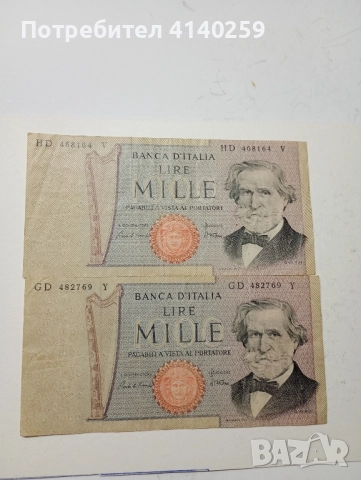 Потребител 4140259
HD 468164 V HD 468164 V
BANCA D'ITALIA
LIRE
MILLE
PAGABILI A VISTA AL PORTATORE
GD 482769 Y GD 482769 Y
BANCA D'ITALIA
LIRE
MILLE
PAGABILI A VISTA AL PORTATORE
BAZAR